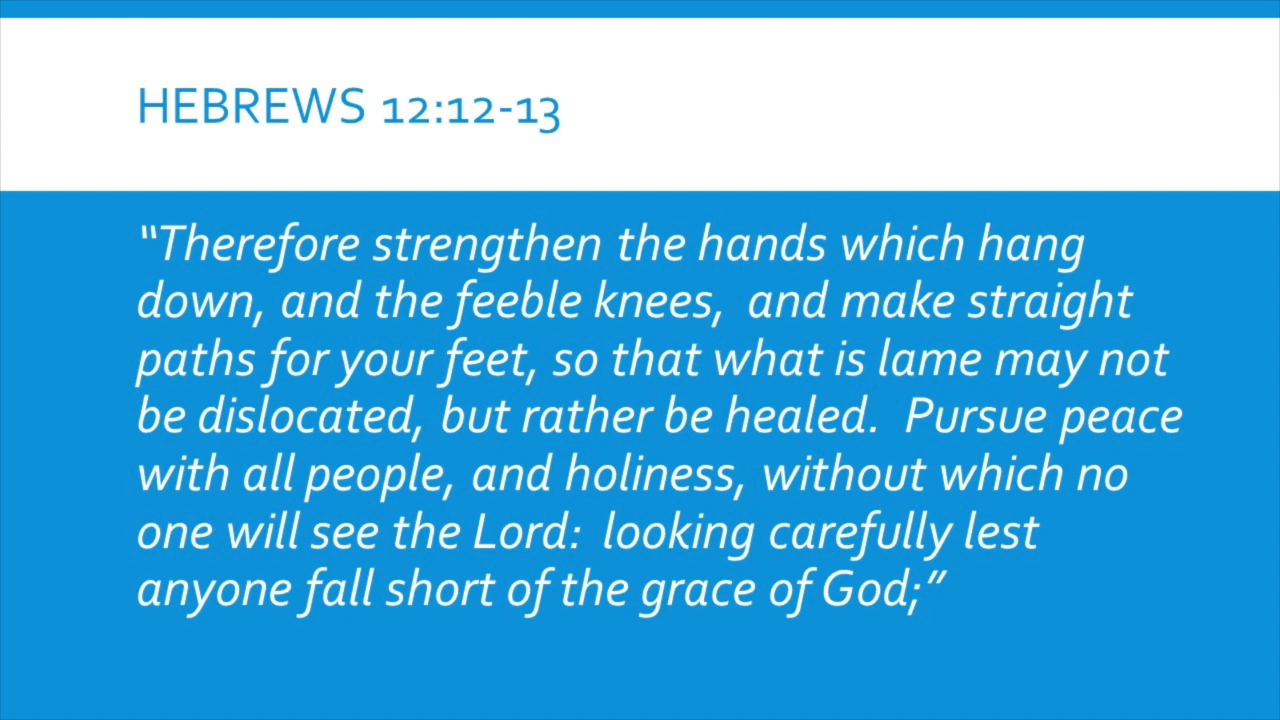 HEBREWS 12:12-13
“Therefore strengthen the hands which hang
down, and the feeble knees,  and make straight
paths for your feet, so that what is lame may not
be dislocated, but rather be healed.  Pursue peace
with all people, and holiness, without which no
one will see the Lord:  looking carefully lest
anyone fall short of the grace of God;”